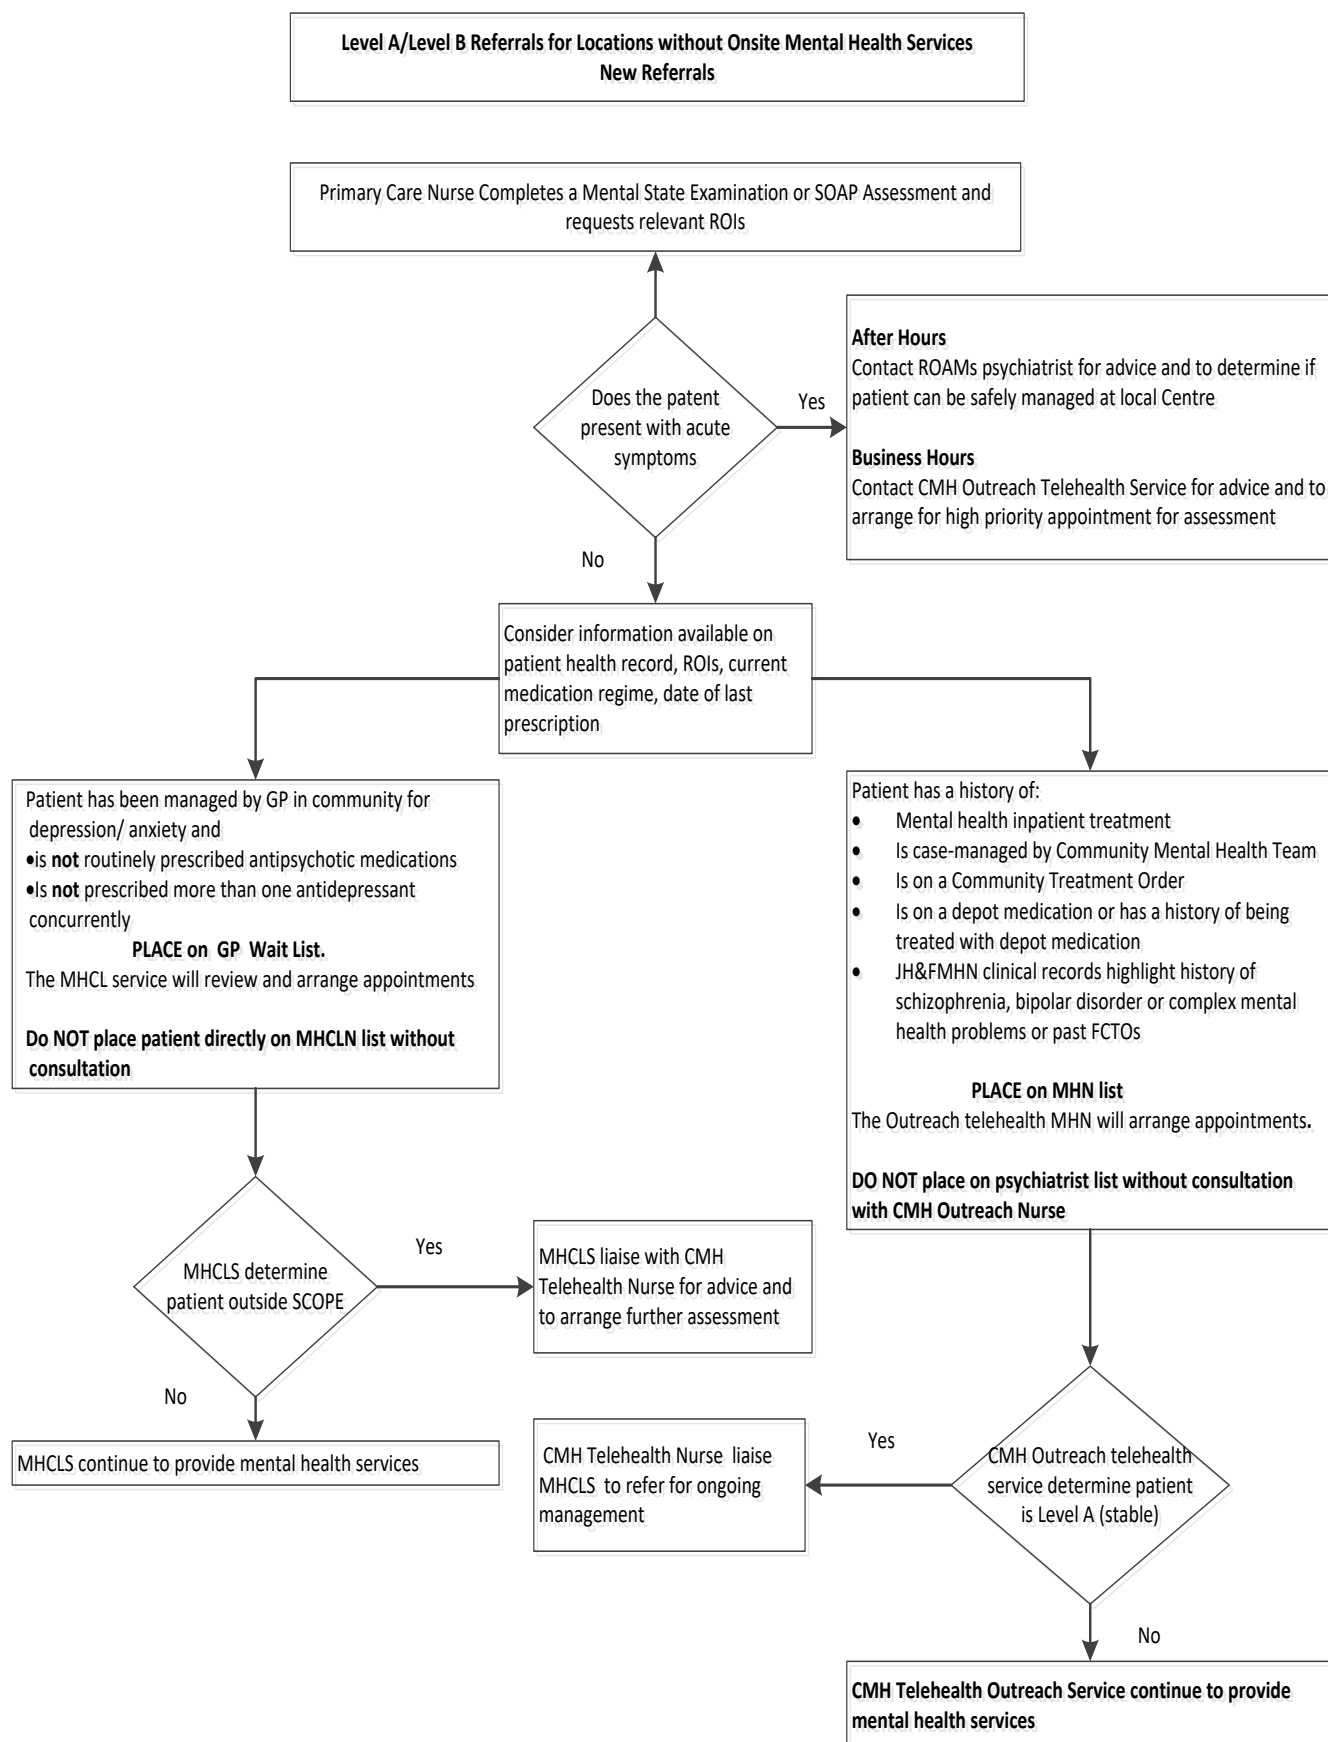 Level A/Level B Referrals for Locations without Onsite Mental Health Services
New Referrals
Primary Care Nurse Completes a Mental State Examination or SOAP Assessment and
requests relevant ROIs
Does the patent
present with acute
symptoms
Yes
After Hours
Contact ROAMs psychiatrist for advice and to determine if
patient can be safely managed at local Centre
Business Hours
Contact CMH Outreach Telehealth Service for advice and to
arrange for high priority appointment for assessment
No
Consider information available on
patient health record, ROIs, current
medication regime, date of last
prescription
Patient has been managed by GP in community for
depression/ anxiety and
•is not routinely prescribed antipsychotic medications
•Is not prescribed more than one antidepressant
concurrently
PLACE on GP Wait List.
The MHCL service will review and arrange appointments
Do NOT place patient directly on MHCLN list without
consultation
Patient has a history of:
• Mental health inpatient treatment
• Is case-managed by Community Mental Health Team
• Is on a Community Treatment Order
• Is on a depot medication or has a history of being
treated with depot medication
• JH&FMHN clinical records highlight history of
schizophrenia, bipolar disorder or complex mental
health problems or past FCTOs
PLACE on MHN list
The Outreach telehealth MHN will arrange appointments.
DO NOT place on psychiatrist list without consultation
with CMH Outreach Nurse
MHCLS determine
patient outside SCOPE
Yes
MHCLS liaise with CMH
Telehealth Nurse for advice and
to arrange further assessment
No
MHCLS continue to provide mental health services
CMH Outreach telehealth
service determine patient
is Level A (stable)
Yes
CMH Telehealth Nurse liaise
MHCLS to refer for ongoing
management
No
CMH Telehealth Outreach Service continue to provide
mental health services